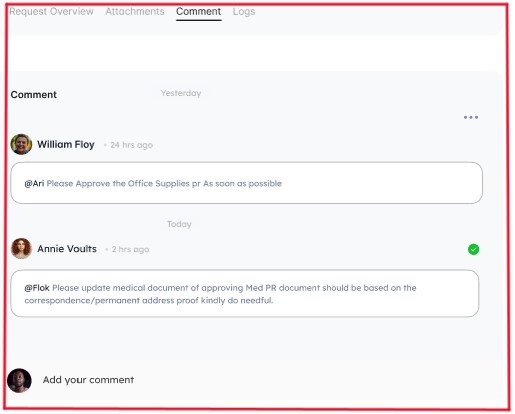 Request Overview Attachments Comment Logs
Comment Yesterday
William Floy • 24 hrs ago
@Ari Please Approve the Office Supplies pr As soon as possible
Today
Annie Vaults • 2 hrs ago
@Flok Please update medical document of approving Med PR document should be based on the
correspondence/permanent address proof kindly do needful.
Add your comment